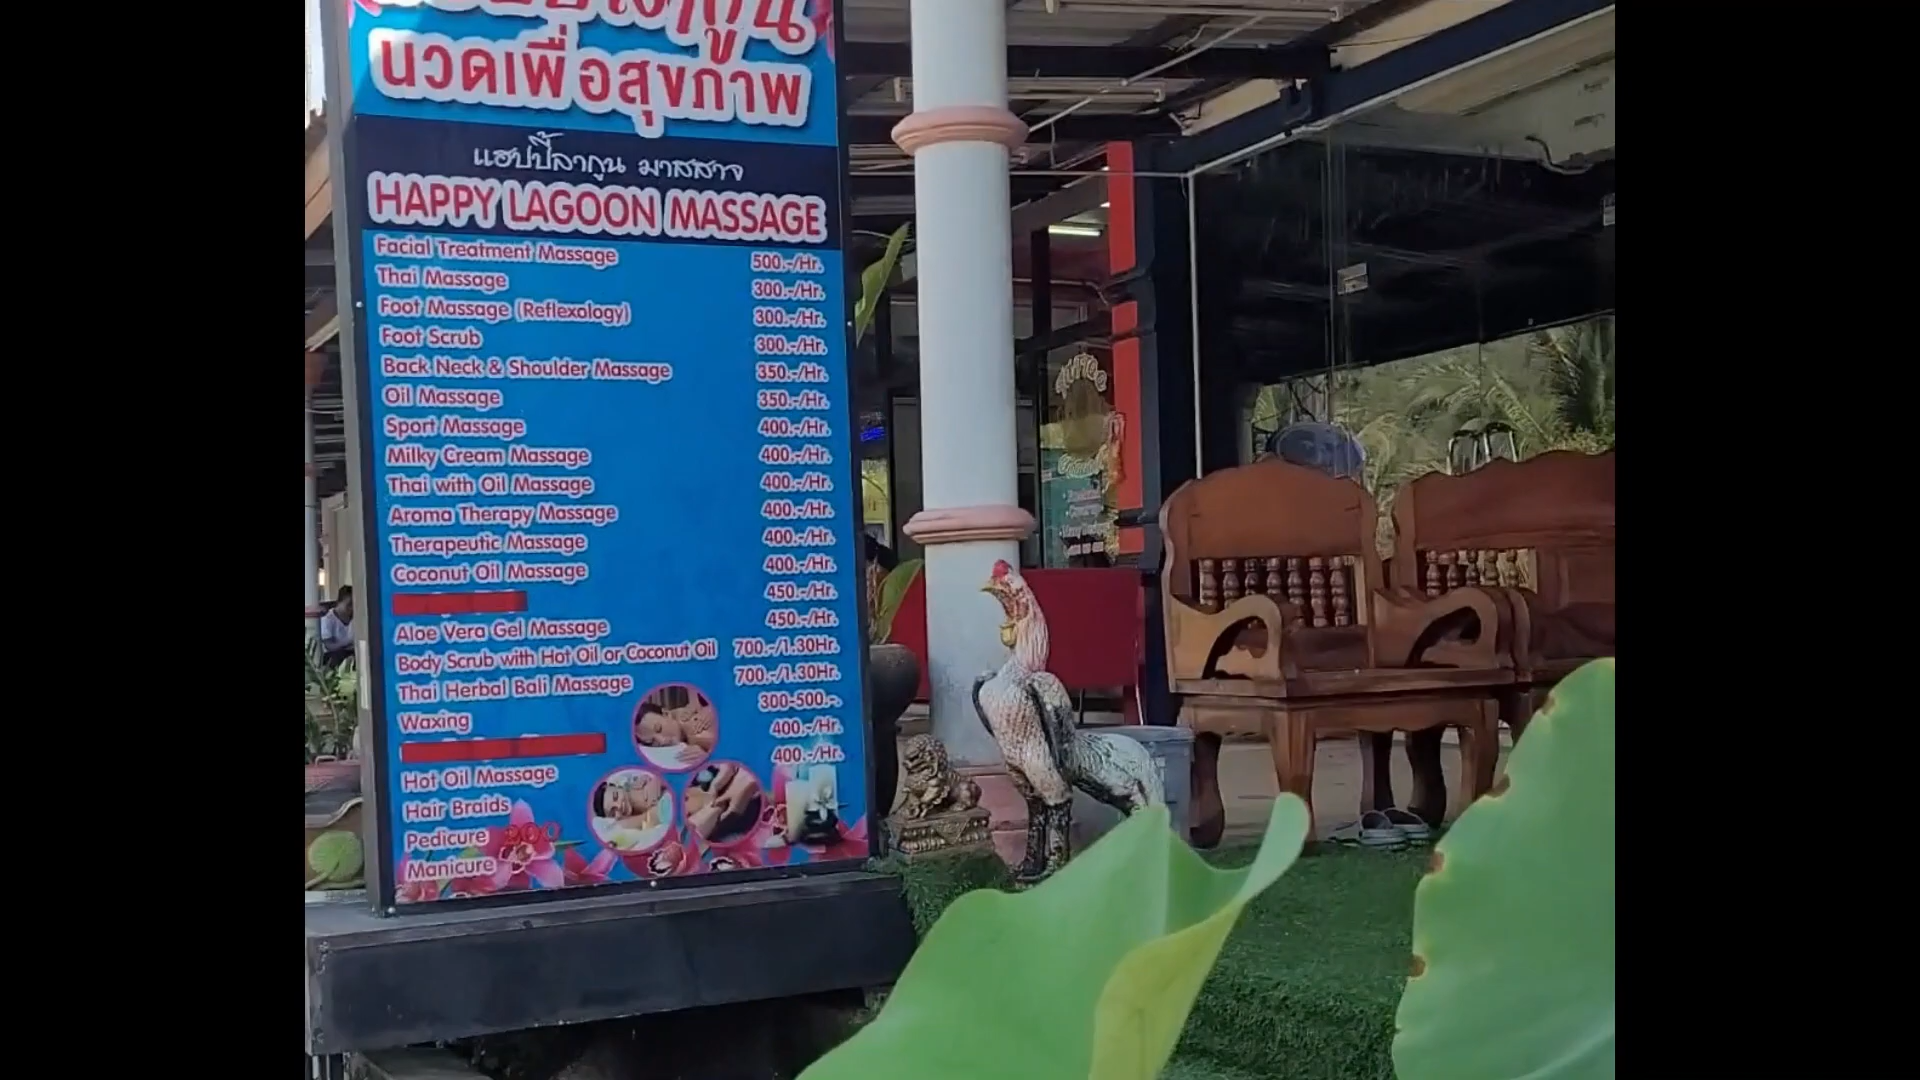 นวดเพื่อสุขภาพ
แฮปปี้ลากูน มาสสาจ
HAPPY LAGOON MASSAGE
Facial Treatment Massage 500.-/Hr.
Thai Massage 300.-/Hr.
Foot Massage (Reflexology) 300.-/Hr.
Foot Scrub 300.-/Hr.
Back Neck & Shoulder Massage 350.-/Hr.
Oil Massage 350.-/Hr.
Sport Massage 400.-/Hr.
Milky Cream Massage 400.-/Hr.
Thai with Oil Massage 400.-/Hr.
Aroma Therapy Massage 400.-/Hr.
Therapeutic Massage 400.-/Hr.
Coconut Oil Massage 400.-/Hr.
450.-/Hr.
Aloe Vera Gel Massage 450.-/Hr.
Body Scrub with Hot Oil or Coconut Oil 700.-/1.30Hr.
Thai Herbal Bali Massage 700.-/1.30Hr.
Waxing 300-500.-.
400.-/Hr.
Hot Oil Massage 400.-/Hr.
Hair Braids
Pedicure
Manicure